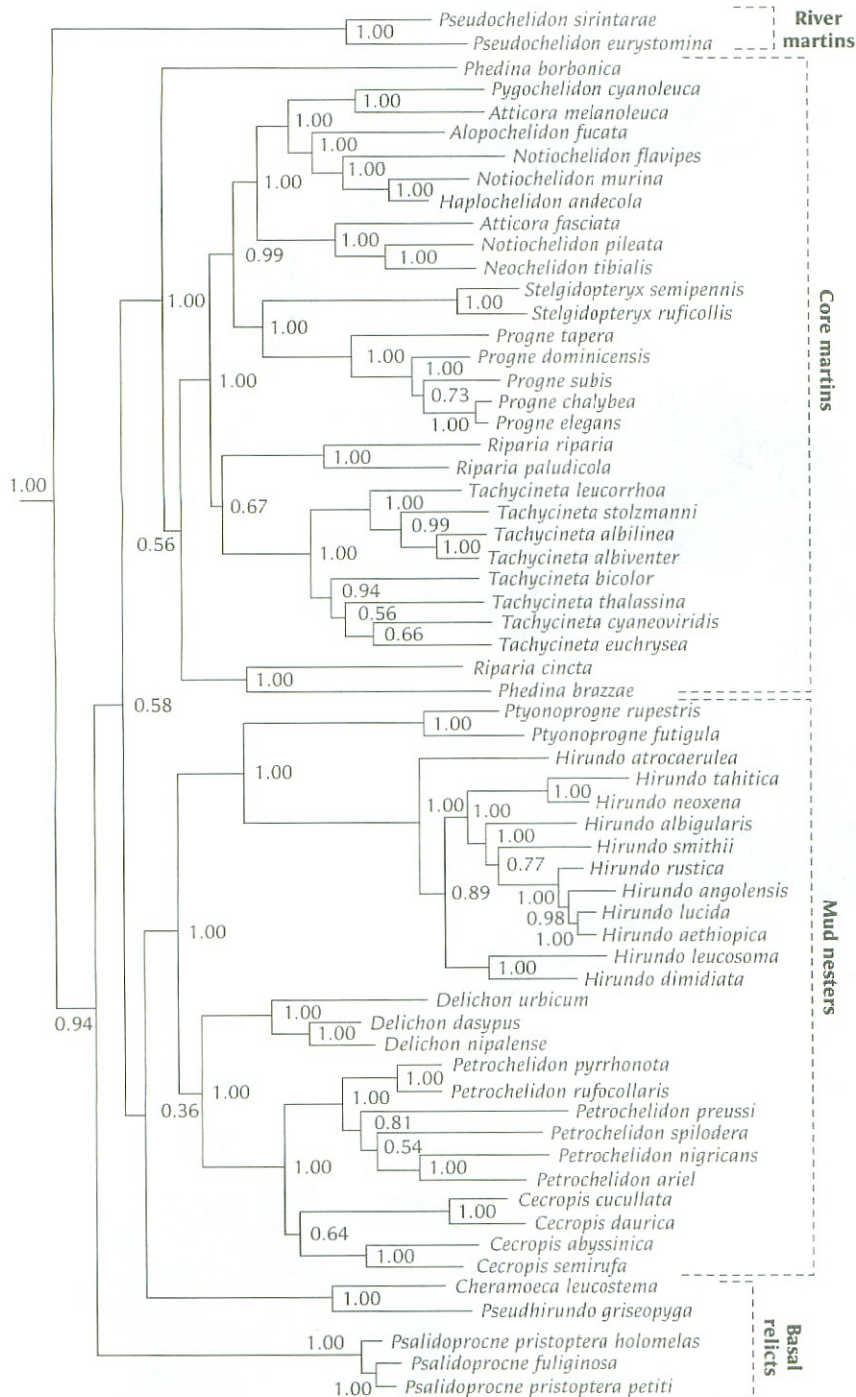 Pseudochelidon sirintarae
1.00
Pseudochelidon eurystomina
River martins
Phedina borbonica
Pygochelidon cyanoleuca
1.00
Atticora melanoleuca
1.00
Alopochelidon fucata
1.00
Notiochelidon flavipes
1.00
Notiochelidon murina
1.00
1.00
Haplochelidon andecola
Atticora fasciata
1.00
Notiochelidon pileata
0.99
1.00
Neochelidon tibialis
Stelgidopteryx semipennis
1.00
1.00
Stelgidopteryx ruficollis
1.00
Progne tapera
1.00
Progne dominicensis
1.00
1.00
Progne subis
0.73
Progne chalybea
1.00
Progne elegans
Core martins
Riparia riparia
1.00
Riparia paludicola
1.00
Tachycineta leucorrhoa
1.00
0.67
Tachycineta stolzmanni
0.99
Tachycineta albilinea
0.56
1.00
1.00
Tachycineta albiventer
Tachycineta bicolor
0.94
Tachycineta thalassina
0.56
Tachycineta cyaneoviridis
0.66
Tachycineta euchrysea
Riparia cincta
1.00
Phedina brazzae
0.58
Ptyonoprogne rupestris
1.00
Ptyonoprogne futigula
Hirundo atrocaerulea
1.00
Hirundo tahitica
1.00
Hirundo neoxena
1.00
1.00
Hirundo albigularis
1.00
Hirundo smithii
0.77
Hirundo rustica
0.89
1.00
Hirundo angolensis
0.98
Hirundo lucida
1.00
Hirundo aethiopica
1.00
Hirundo leucosoma
1.00
Hirundo dimidiata
Mud nesters
Delichon urbicum
1.00
Delichon dasypus
0.94
1.00
Delichon nipalense
Petrochelidon pyrrhonota
1.00
Petrochelidon rufocollaris
1.00
1.00
0.36
Petrochelidon preussi
0.81
Petrochelidon spilodera
0.54
Petrochelidon nigricans
1.00
1.00
Petrochelidon ariel
Cecropis cucullata
1.00
Cecropis daurica
0.64
Cecropis abyssinica
1.00
Cecropis semirufa
Cheramoeca leucostema
1.00
Pseudhirundo griseopyga
Basal relicts
1.00
Psalidoprocne pristoptera holomelas
Psalidoprocne fuliginosa
1.00
Psalidoprocne pristoptera petiti